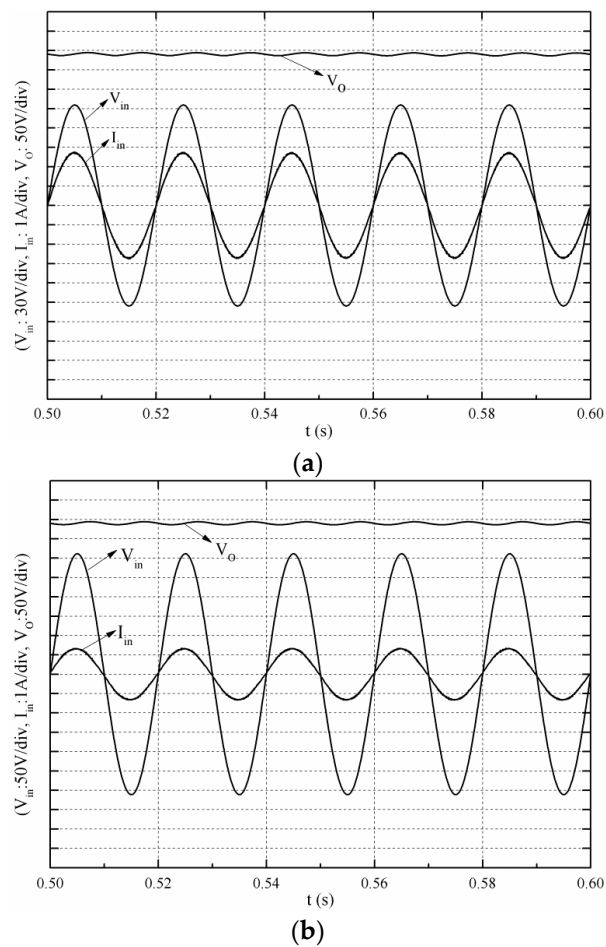 V_O
V_in
I_in
(V_in: 30V/div, I_in: 1A/div, V_O: 50V/div)
0.50 0.52 0.54 0.56 0.58 0.60
t (s)
(a)
V_in
V_O
I_in
(V_in:50V/div, I_in:1A/div, V_O:50V/div)
0.50 0.52 0.54 0.56 0.58 0.60
t (s)
(b)